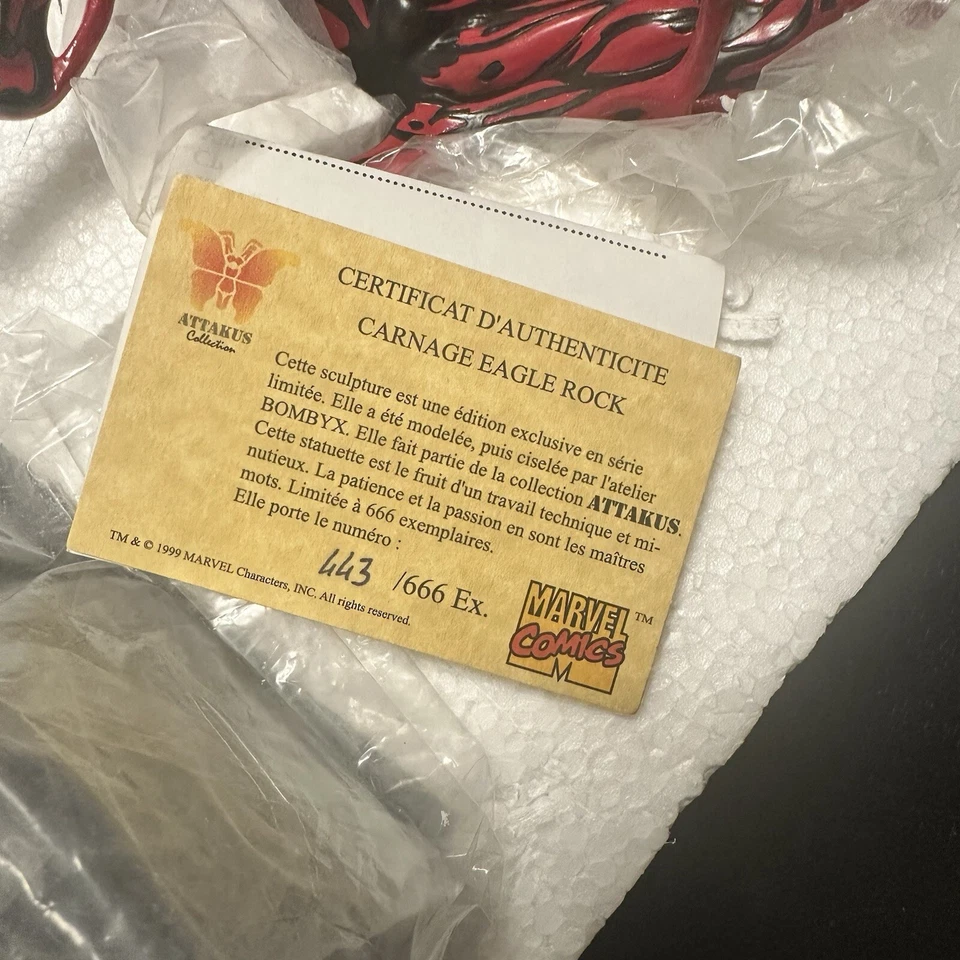 ATTAKUS
Collection
CERTIFICAT D'AUTHENTICITE
CARNAGE EAGLE ROCK
Cette sculpture est une édition exclusive en série
limitée. Elle a été modelée, puis ciselée par l'atelier
BOMBYX. Elle fait partie de la collection ATTAKUS.
Cette statuette est le fruit d'un travail technique et mi-
nutieux. La patience et la passion en sont les maîtres
mots. Limitée à 666 exemplaires.
Elle porte le numéro :
443 /666 Ex.
TM & © 1999 MARVEL Characters, INC. All rights reserved.
MARVEL TM
COMICS
M